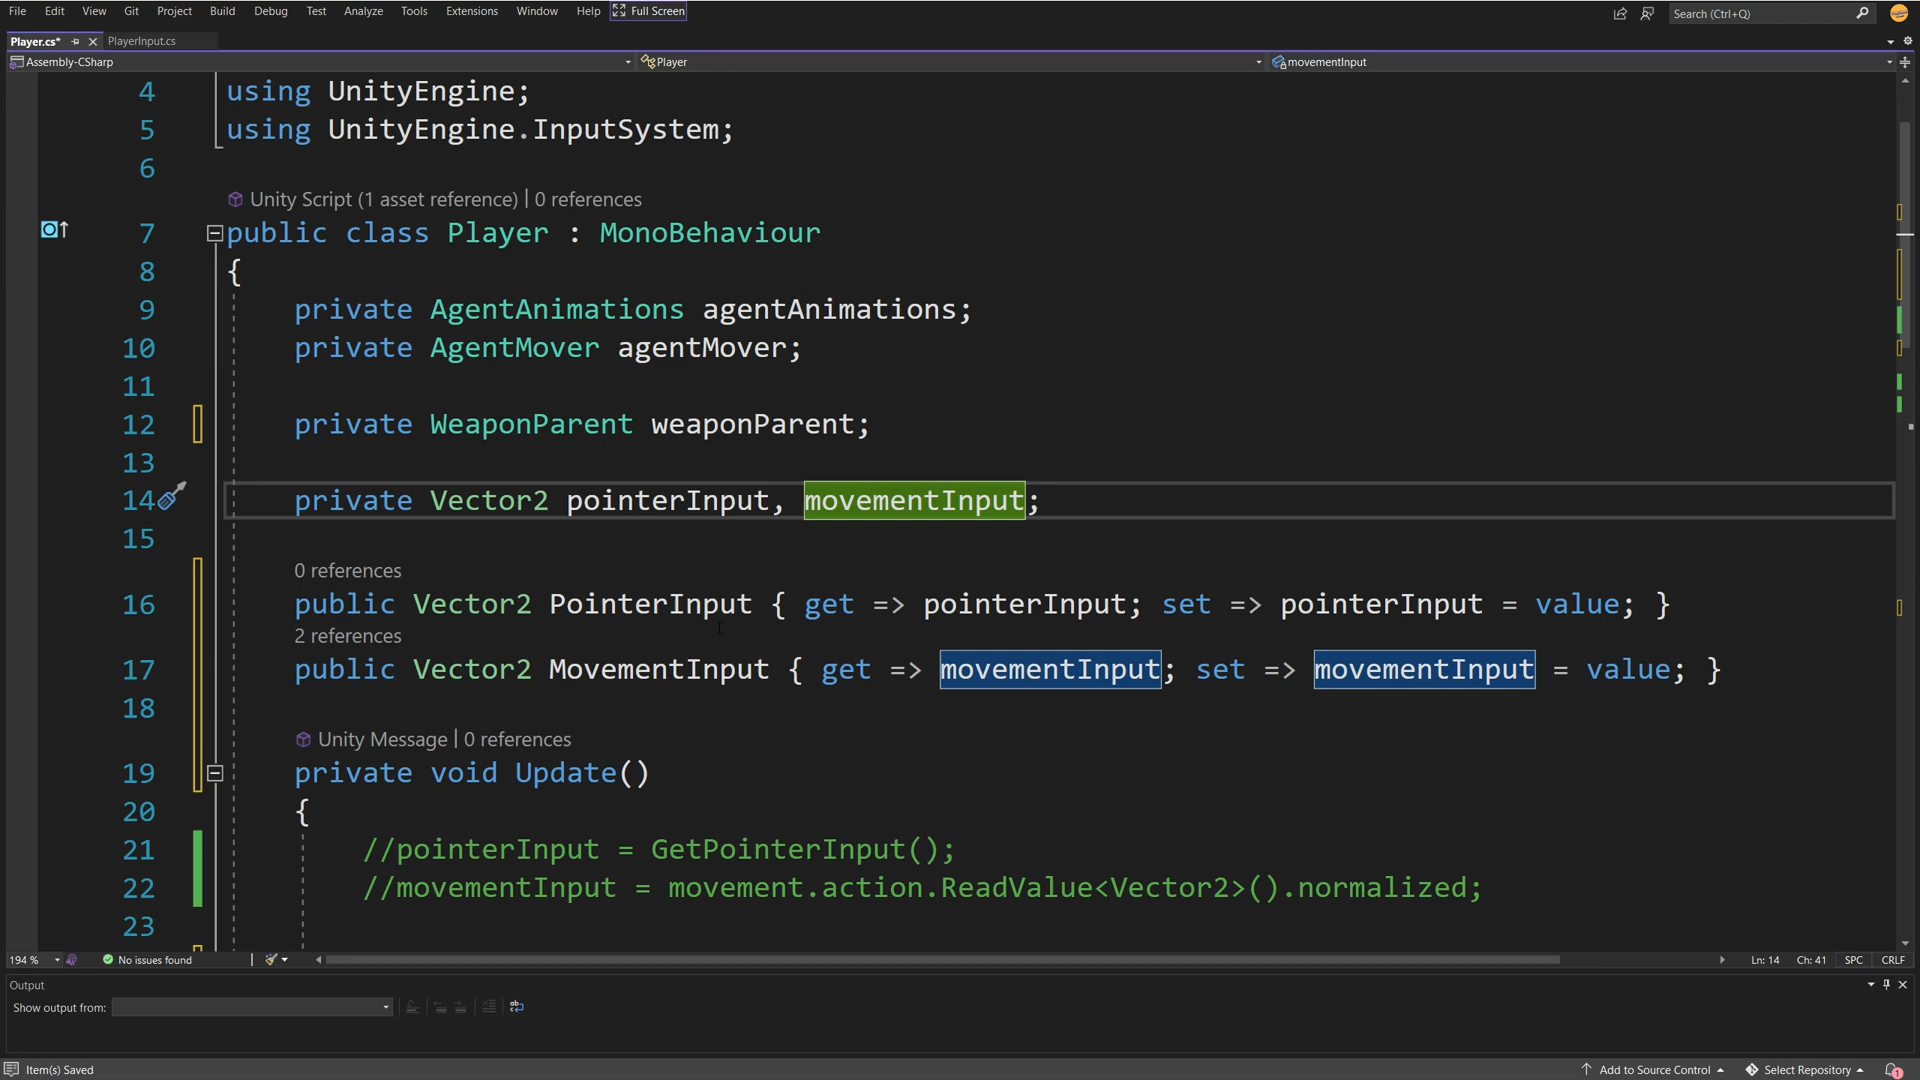 File Edit View Git Project Build Debug Test Analyze Tools Extensions Window Help Full Screen Search (Ctrl+Q)
Player.cs* PlayerInput.cs
Assembly-CSharp Player movementInput
4 using UnityEngine;
5 using UnityEngine.InputSystem;
6
Unity Script (1 asset reference) | 0 references
7 public class Player : MonoBehaviour
8 {
9 private AgentAnimations agentAnimations;
10 private AgentMover agentMover;
11
12 private WeaponParent weaponParent;
13
14 private Vector2 pointerInput, movementInput;
15
0 references
16 public Vector2 PointerInput { get => pointerInput; set => pointerInput = value; }
2 references
17 public Vector2 MovementInput { get => movementInput; set => movementInput = value; }
18
Unity Message | 0 references
19 private void Update()
20 {
21 //pointerInput = GetPointerInput();
22 //movementInput = movement.action.ReadValue<Vector2>().normalized;
23
194 % No issues found Ln: 14 Ch: 41 SPC CRLF
Output
Show output from:
Item(s) Saved Add to Source Control Select Repository 1